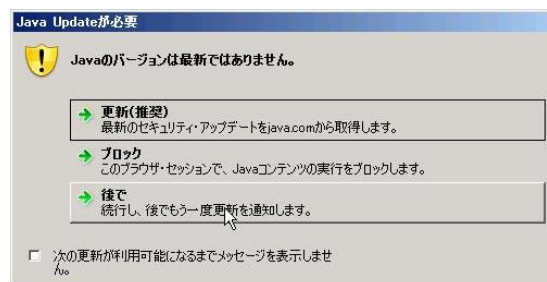 Java Updateが必要
Javaのバージョンは最新ではありません。
更新(推奨)
最新のセキュリティ・アップデートをjava.comから取得します。
ブロック
このブラウザ・セッションで、Javaコンテンツの実行をブロックします。
後で
続行し、後でもう一度更新を通知します。
次の更新が利用可能になるまでメッセージを表示しませ
ん。